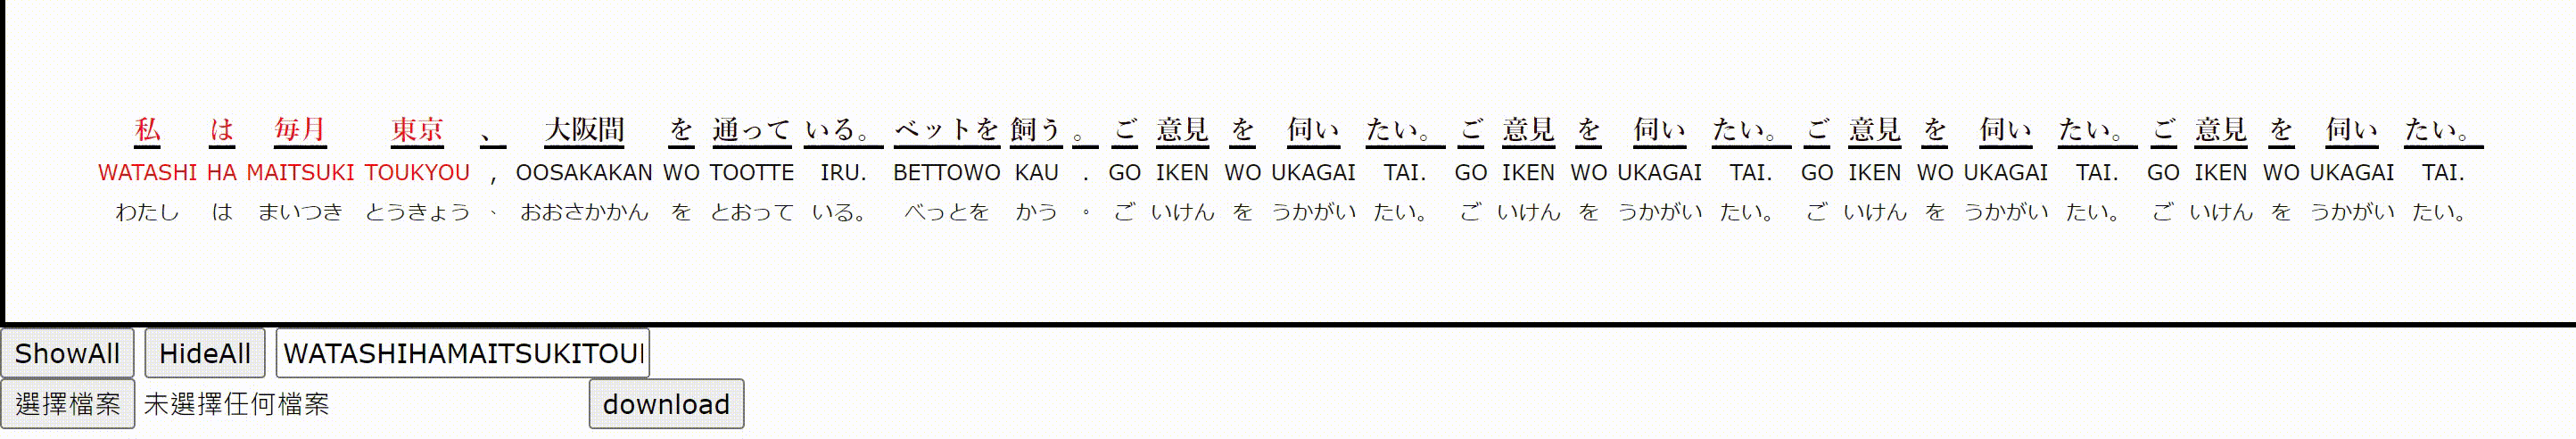 私 は 毎月 東京 、 大阪間 を 通って いる。 ベットを 飼う 。 ご 意見 を 伺い たい。 ご 意見 を 伺い たい。 ご 意見 を 伺い たい。 ご 意見 を 伺い たい。
WATASHI HA MAITSUKI TOUKYOU , OOSAKAKAN WO TOOTTE IRU. BETTOWO KAU . GO IKEN WO UKAGAI TAI. GO IKEN WO UKAGAI TAI. GO IKEN WO UKAGAI TAI. GO IKEN WO UKAGAI TAI.
わたし は まいつき とうきょう 、 おおさかかん を とおって いる。 べっとを かう 。 ご いけん を うかがい たい。 ご いけん を うかがい たい。 ご いけん を うかがい たい。 ご いけん を うかがい たい。
ShowAll HideAll WATASHIHAMAITSUKITOU
選擇檔案 未選擇任何檔案 download